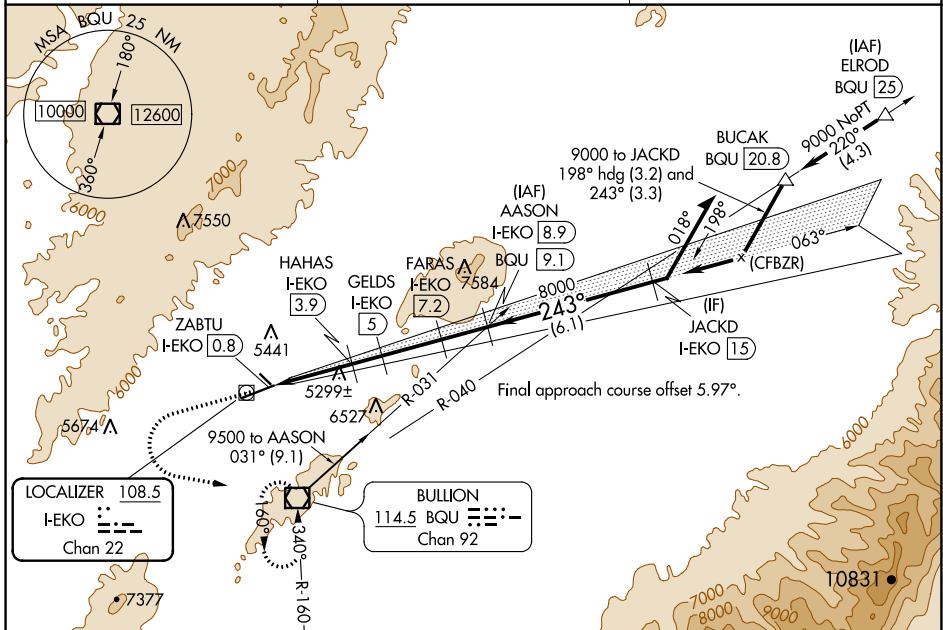 MSA BQU 25 NM
180°
10000
12600
360°
6000
7000
7550
(IAF)
ELROD
BQU 25
9000 NoPT
220°
(4.3)
BUCAK
BQU 20.8
9000 to JACKD
198° hdg (3.2) and
243° (3.3)
018°
198°
063°
(CFBZR)
(IAF)
AASON
I-EKO 8.9
BQU 9.1
FARAS
I-EKO
7.2
7584
HAHAS
I-EKO
3.9
GELDS
I-EKO
5
8000
243°
(6.1)
(IF)
JACKD
I-EKO 15
ZABTU
I-EKO 0.8
5441
5299±
6527
R-031
R-040
Final approach course offset 5.97°.
6000
5674
9500 to AASON
031° (9.1)
6000
LOCALIZER 108.5
I-EKO
Chan 22
BULLION
114.5 BQU
Chan 92
160°
340°
R-160
7377
10831
7000
8000
9000